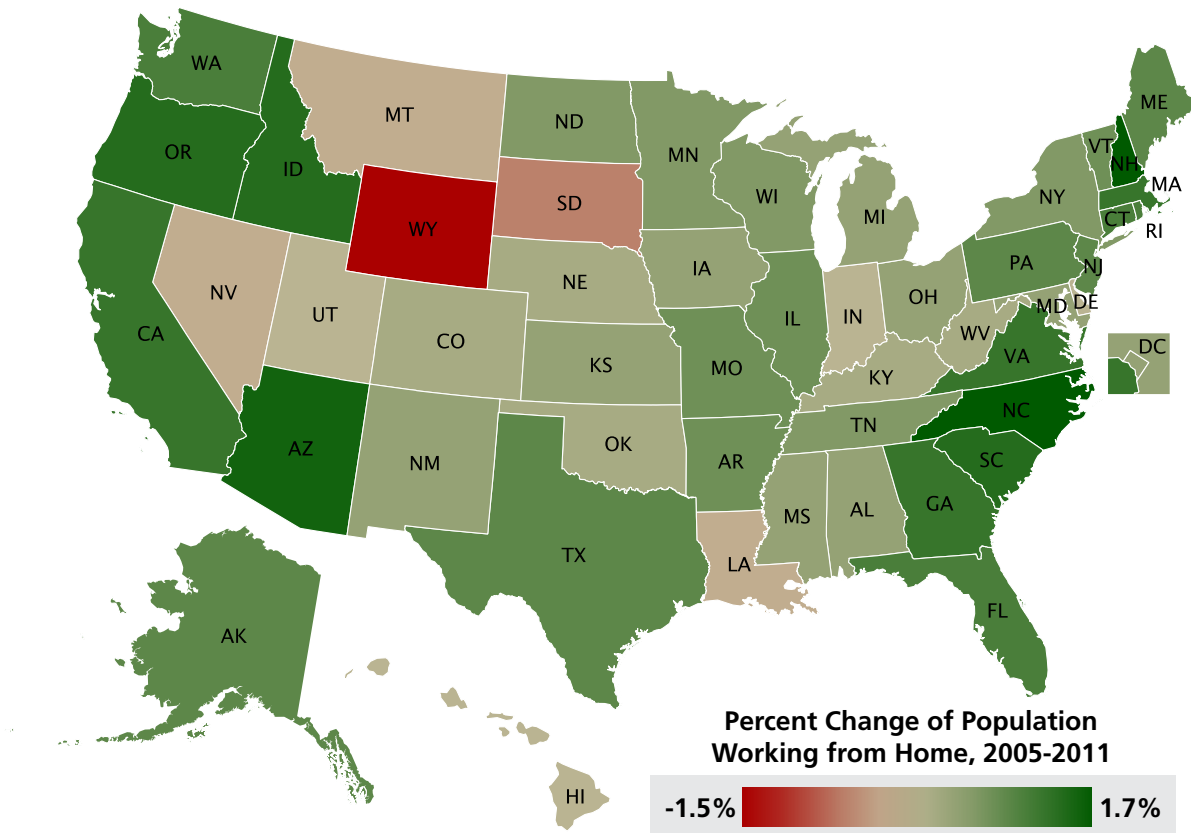 WA
MT
ND
MN
ME
OR
ID
SD
WI
VT
NH
NY
MA
WY
MI
CT
RI
IA
PA
NJ
NV
NE
OH
DE
MD
UT
IL
IN
WV
CA
CO
VA
DC
KS
MO
KY
NC
AZ
OK
TN
NM
AR
SC
MS
AL
GA
TX
LA
FL
AK
HI
Percent Change of Population
Working from Home, 2005-2011
-1.5% 1.7%